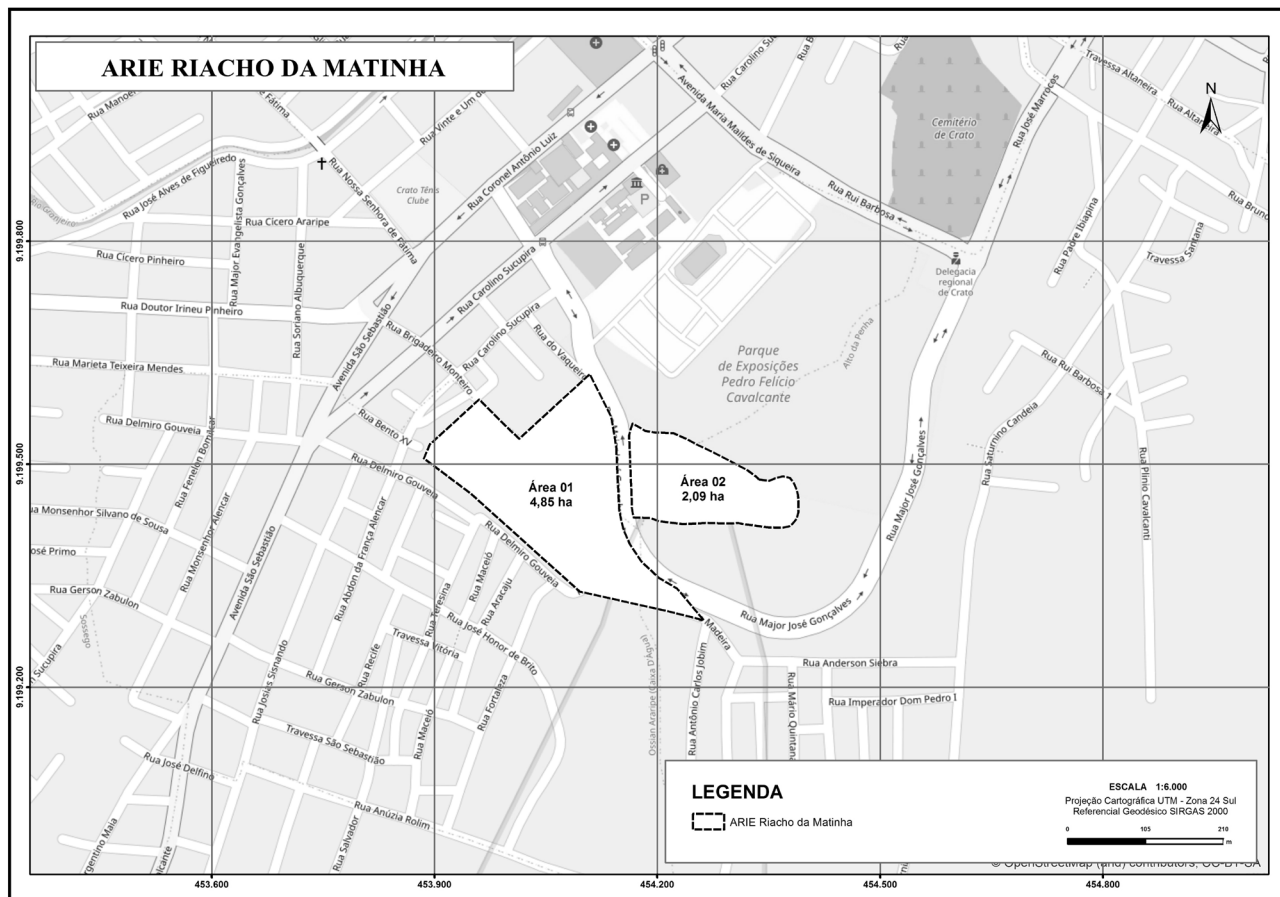 ARIE RIACHO DA MATINHA
N
Rua Manoe
e Fátima
Rua Vinte e Um d
Rua Carolino Su
Rua B
Travessa Altaneira
Rua Altaneira
Rua Bruno
Rua José Marrocos
Cemitério
de Crato
Avenida Maria Maildes de Siqueira
Rua Rui Barbosa
Rua Coronel Antônio Luiz
Rua Nossa Senhora de Fátima
Crato Tênis
Clube
P
Rua José Alves de Figueiredo
Rua Major Evangelista Gonçalves
Rua Cícero Araripe
Rua Padre Ibiapina
Travessa Santana
9.199.800
Rua Cícero Pinheiro
Rua Soriano Albuquerque
Delegacia
regional
de Crato
Rua Doutor Irineu Pinheiro
Rua Carolino Sucupira
Rua Carolino Sucupira
Rua Brigadeiro Monteiro
Rua do Vaqueiro
Avenida São Sebastião
Alto da Penha
Parque
de Exposições
Pedro Felício
Cavalcante
Rua Marieta Teixeira Mendes
Rua Rui Barbosa 1
Rua Delmiro Gouveia
Rua Bento XV
Rua Saturnino Candeia
Rua Fenelon Bomílcar
9.199.500
Rua Delmiro Gouveia
Rua Plínio Cavalcanti
Rua Major José Gonçalves
Área 01
4,85 ha
Área 02
2,09 ha
ua Monsenhor Silvano de Sousa
Rua Monsenhor Alencar
Rua Abdon da França Alencar
Rua Delmiro Gouveia
osé Primo
Rua Gerson Zabulon
Avenida São Sebastião
Rua Teresina
Rua Maceió
Rua Aracaju
Rua Major José Gonçalves
Sossego
Rua José Honor de Brito
Travessa Vitória
Madeira
Ossian Araripe (Caixa D'Água)
n Sucupira
Rua Josias Sisnando
Rua Recife
Rua Anderson Siebra
Rua Antônio Carlos Jobim
Rua Mário Quintana
9.199.200
Rua Gerson Zabulon
Rua Fortaleza
Rua Imperador Dom Pedro I
Rua Maceió
Travessa São Sebastião
Rua José Delfino
Rua Anúzia Rolim
Rua Salvador
rgentino Maia
alcante
LEGENDA
ARIE Riacho da Matinha
ESCALA 1:6.000
Projeção Cartográfica UTM - Zona 24 Sul
Referencial Geodésico SIRGAS 2000
0 105 210
m
© OpenStreetMap (and) contributors, CC-BY-SA
453.600 453.900 454.200 454.500 454.800